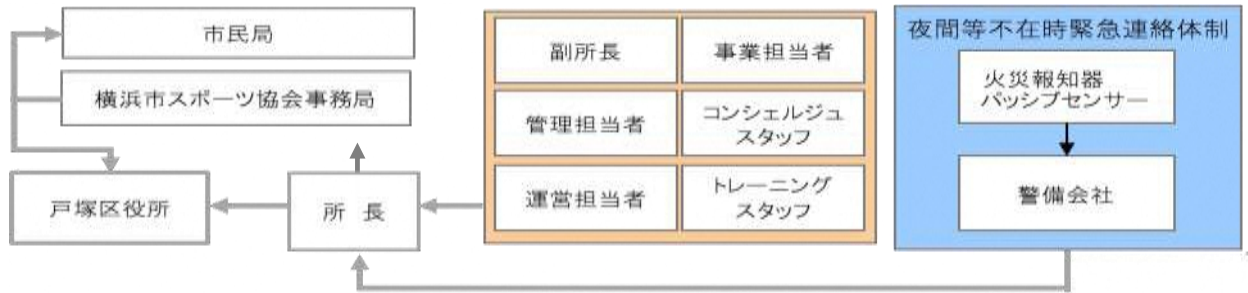 市民局
横浜市スポーツ協会事務局
戸塚区役所
所 長
副所長
事業担当者
管理担当者
コンシェルジュ
スタッフ
運営担当者
トレーニング
スタッフ
夜間等不在時緊急連絡体制
火災報知器
パッシブセンサー
警備会社